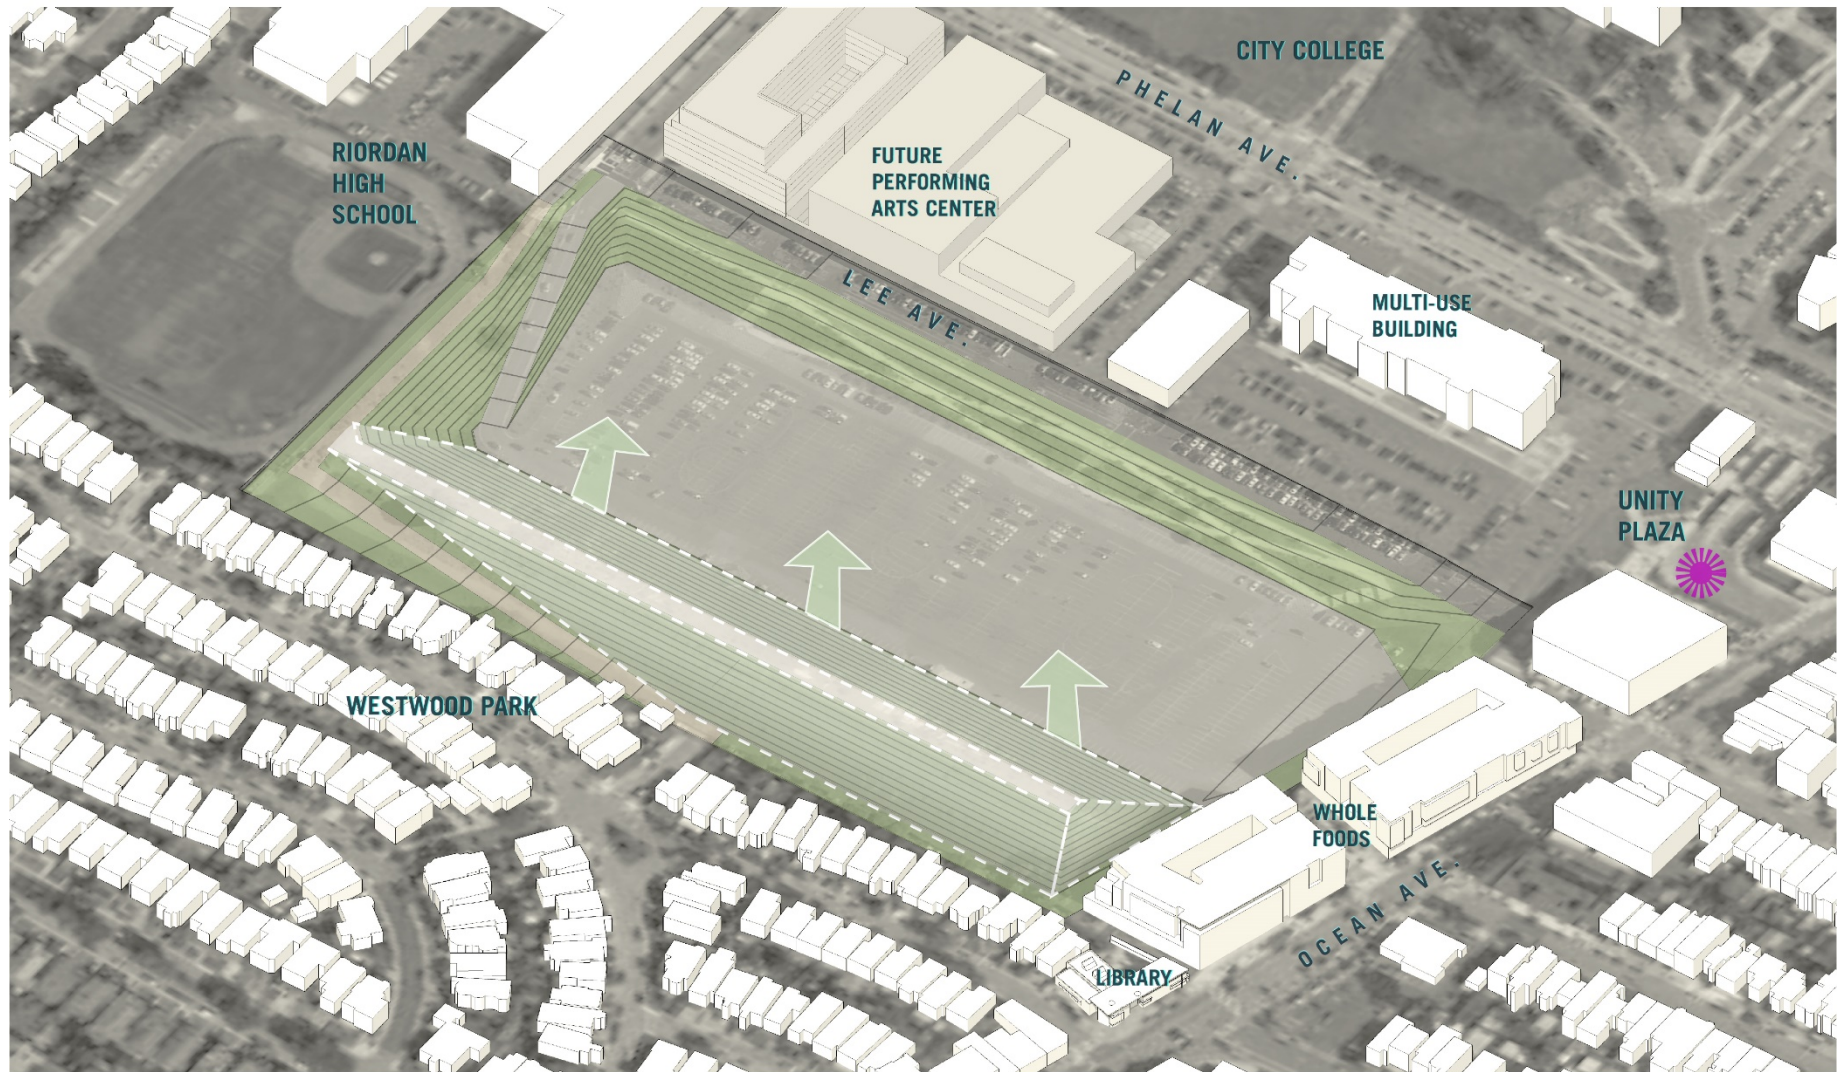 CITY COLLEGE
PHELAN AVE.
RIORDAN
HIGH
SCHOOL
FUTURE
PERFORMING
ARTS CENTER
LEE AVE.
MULTI-USE
BUILDING
UNITY
PLAZA
WESTWOOD PARK
WHOLE
FOODS
OCEAN AVE.
LIBRARY